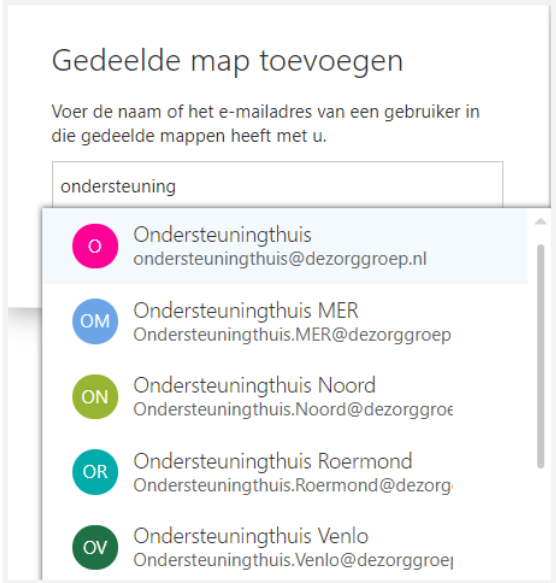 Gedeelde map toevoegen
Voer de naam of het e-mailadres van een gebruiker in
die gedeelde mappen heeft met u.
ondersteuning
O
Ondersteuningthuis
ondersteuningthuis@dezorggroep.nl
OM
Ondersteuningthuis MER
Ondersteuningthuis.MER@dezorggroep
ON
Ondersteuningthuis Noord
Ondersteuningthuis.Noord@dezorggroe
OR
Ondersteuningthuis Roermond
Ondersteuningthuis.Roermond@dezorg
OV
Ondersteuningthuis Venlo
Ondersteuningthuis.Venlo@dezorggroep